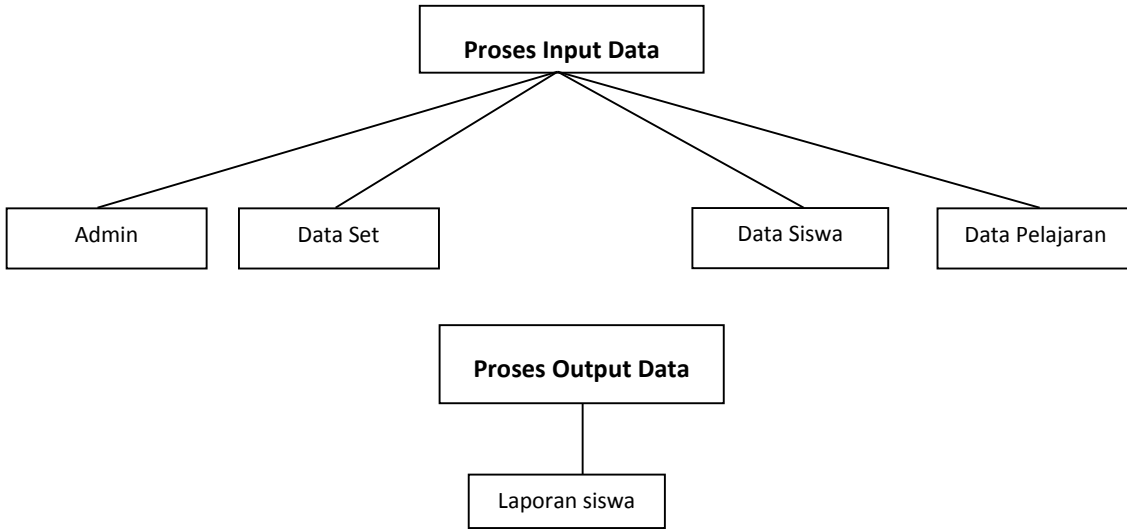 Proses Input Data
Admin
Data Set
Data Siswa
Data Pelajaran
Proses Output Data
Laporan siswa